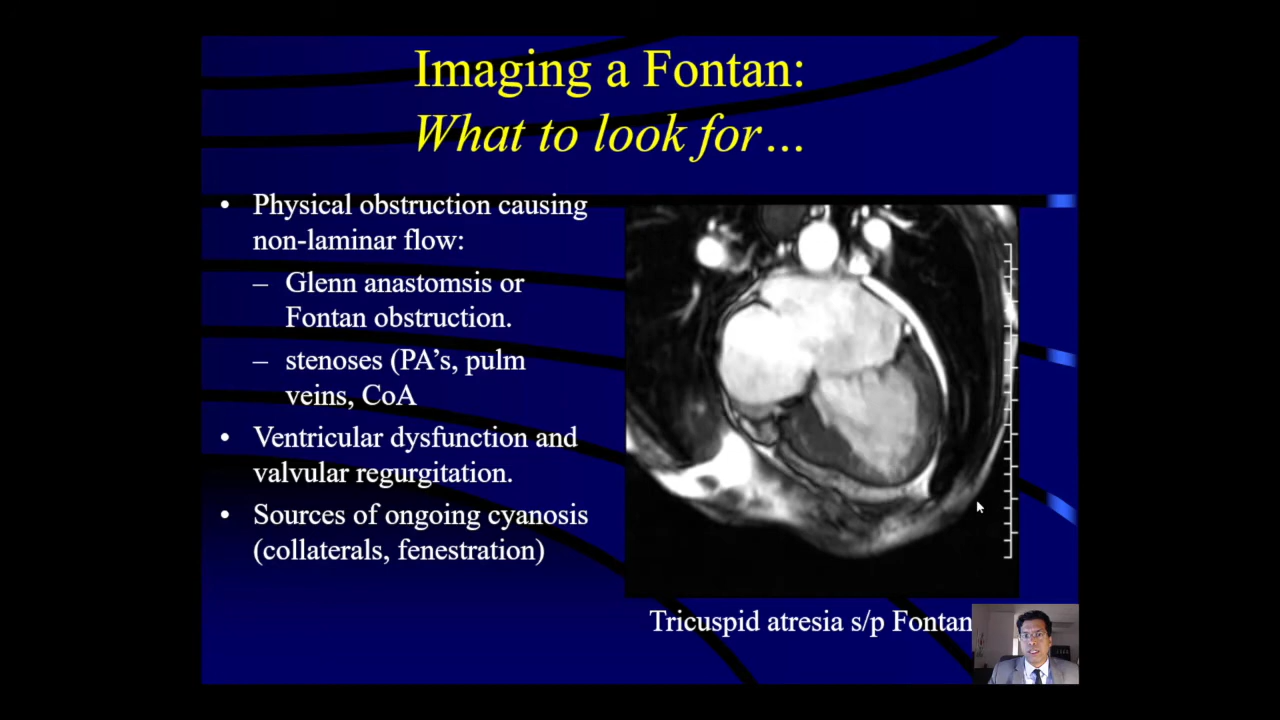 Imaging a Fontan:
What to look for…
• Physical obstruction causing
non-laminar flow:
– Glenn anastomsis or
Fontan obstruction.
– stenoses (PA’s, pulm
veins, CoA
• Ventricular dysfunction and
valvular regurgitation.
• Sources of ongoing cyanosis
(collaterals, fenestration)
Tricuspid atresia s/p Fontan